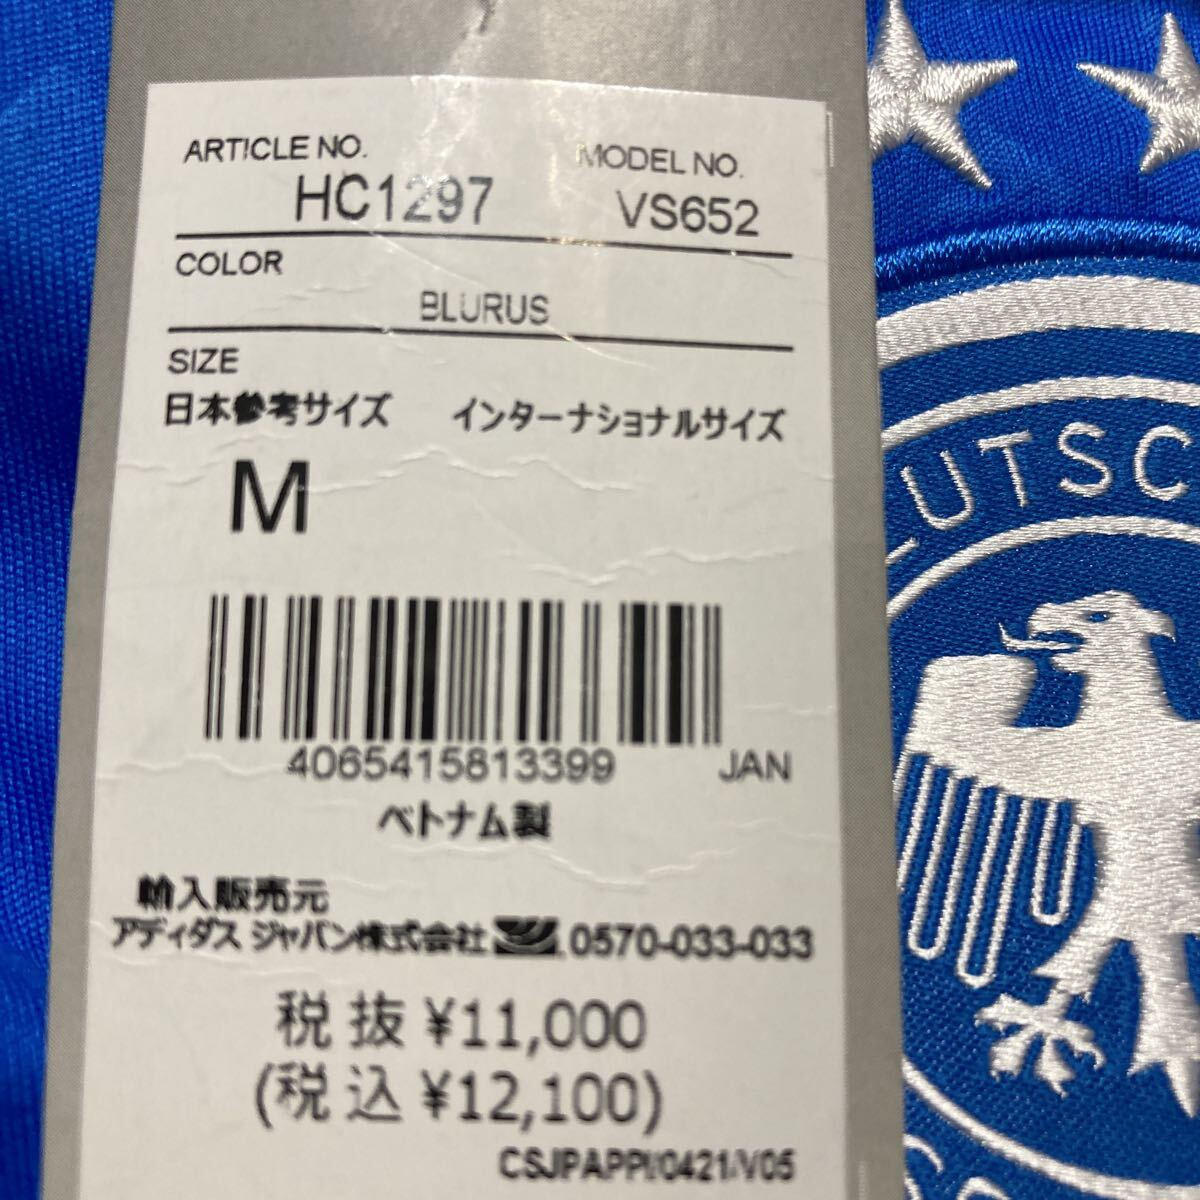 ARTICLE NO. MODEL NO.
HC1297 VS652
COLOR
BLURUS
SIZE
日本参考サイズ インターナショナルサイズ
M
4065415813399 JAN
ベトナム製
輸入販売元
アディダス ジャパン株式会社 0570-033-033
税抜 ¥11,000
(税込 ¥12,100)
CSJPAPPI/0421/V05
EUTSC